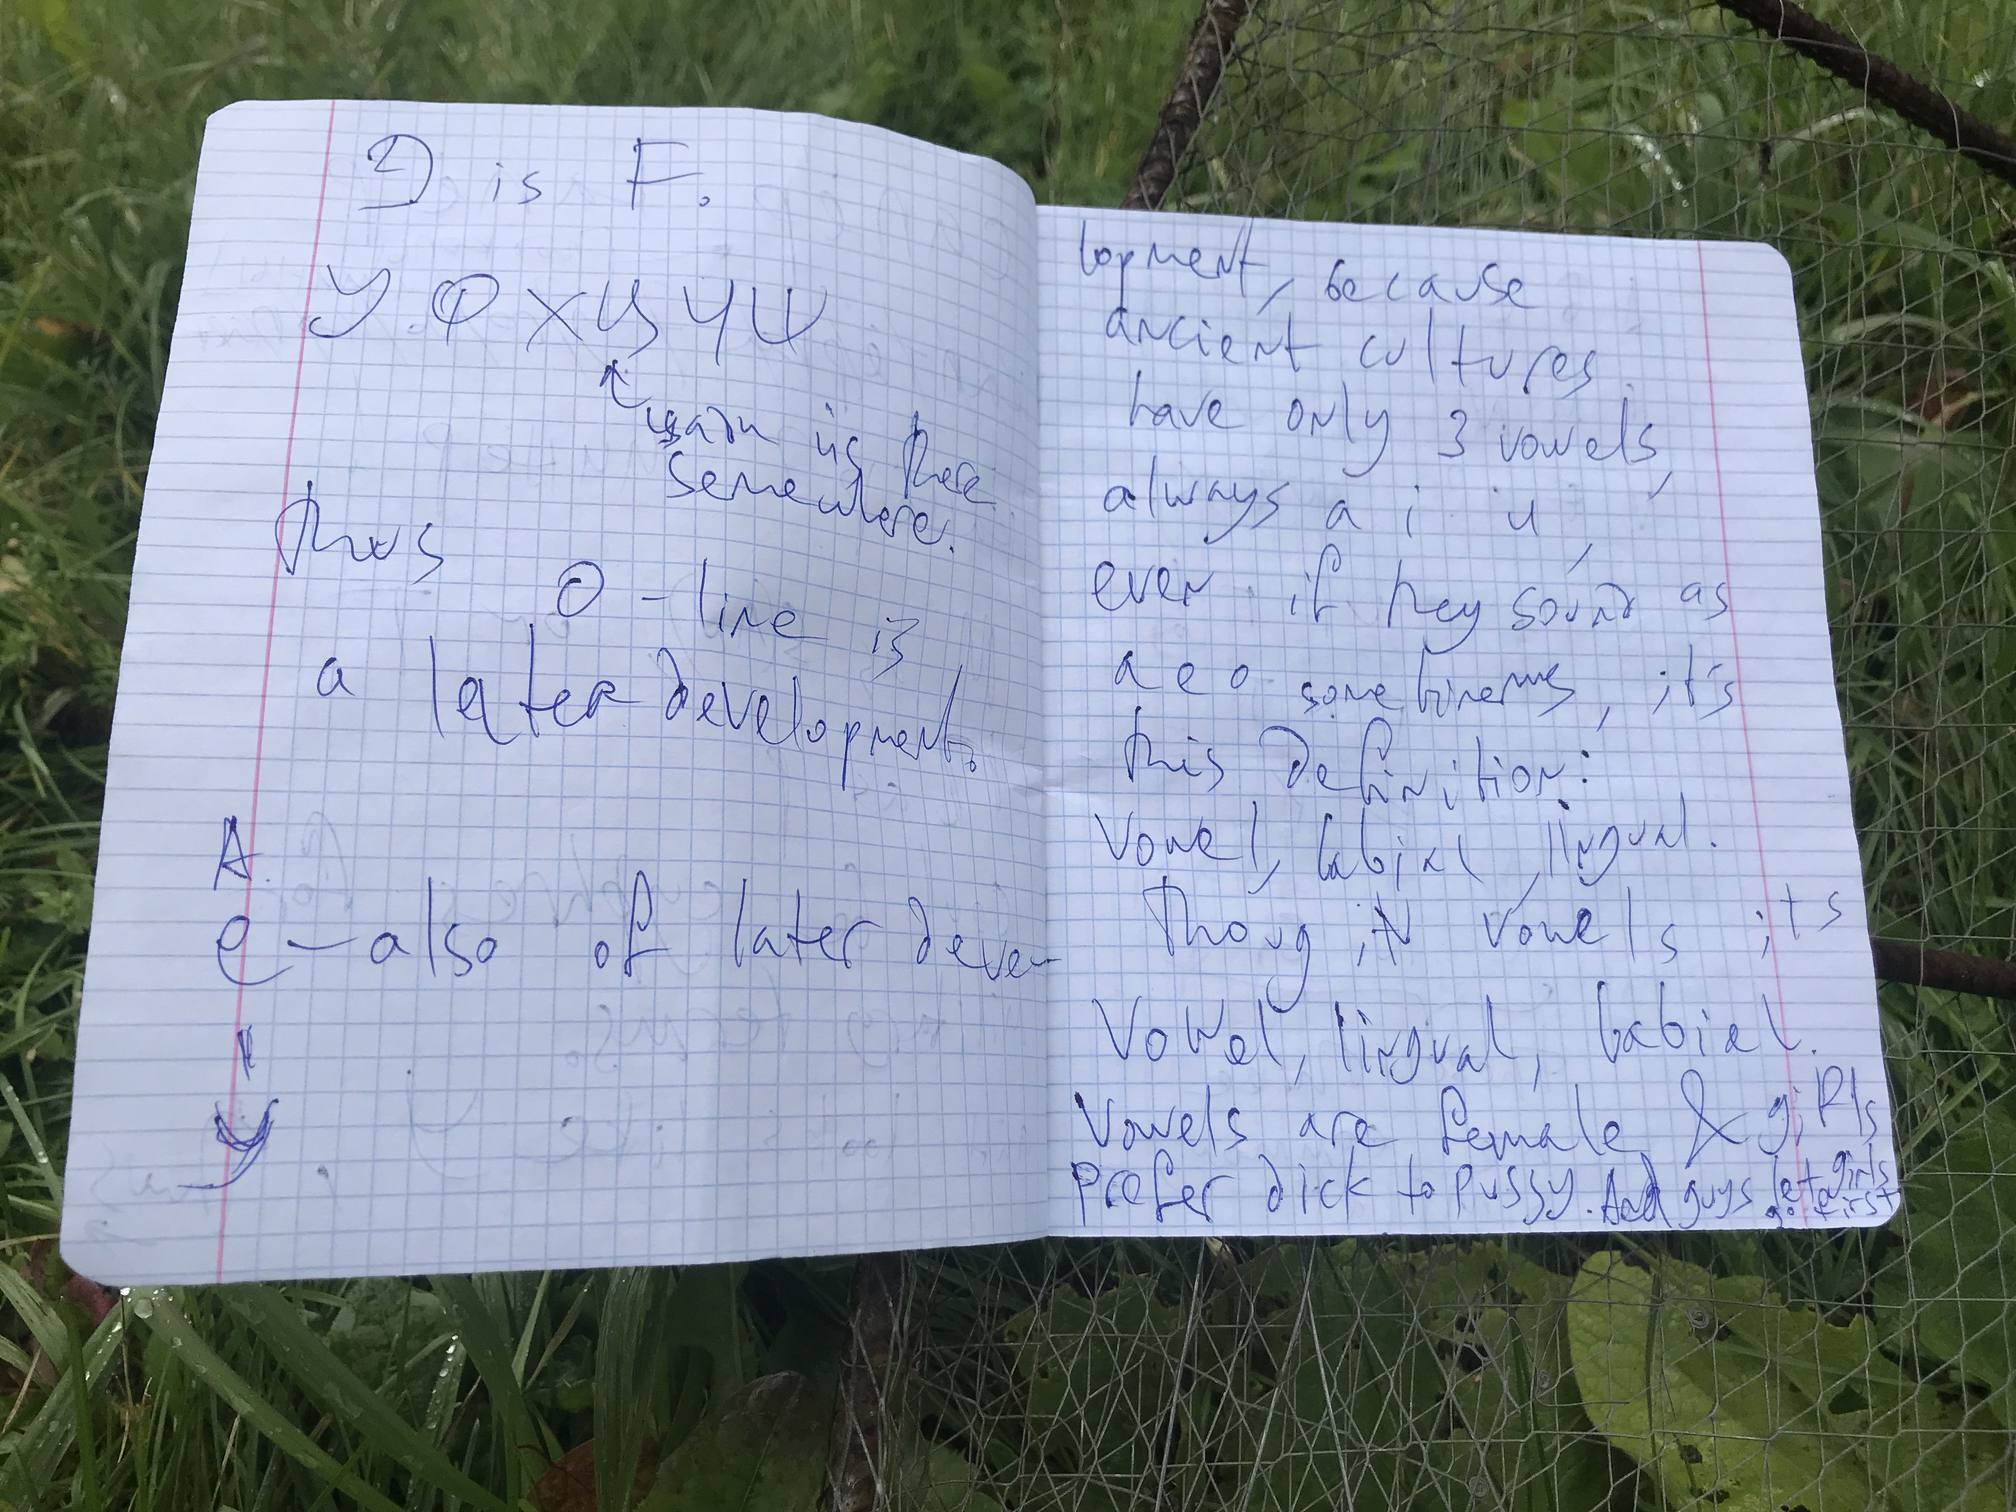 is F.
У Ф Х Ц Ч Ψ
is there
somewhere.
thus
O - line is
a later development.
A
e - also of later deve-
i
y
lopment, because
ancient cultures
have only 3 vowels,
always a i u,
even if they sound as
a e o sometimems, it's
this definition:
Vowel, labial, lingual.
Thoug in vowels its
Vowel, lingual, labial.
Vowels are female & girls
prefer dick to pussy. And guys let girls
go first